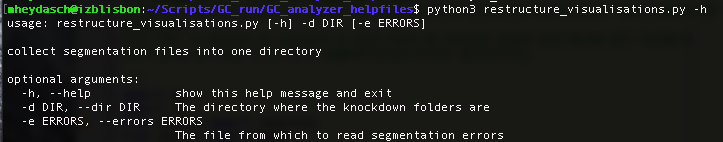 mheydasch@izblisbon:~/Scripts/GC_run/GC_analyzer_helpfiles$ python3 restructure_visualisations.py -h
usage: restructure_visualisations.py [-h] -d DIR [-e ERRORS]
collect segmentation files into one directory
optional arguments:
-h, --help show this help message and exit
-d DIR, --dir DIR The directory where the knockdown folders are
-e ERRORS, --errors ERRORS
The file from which to read segmentation errors